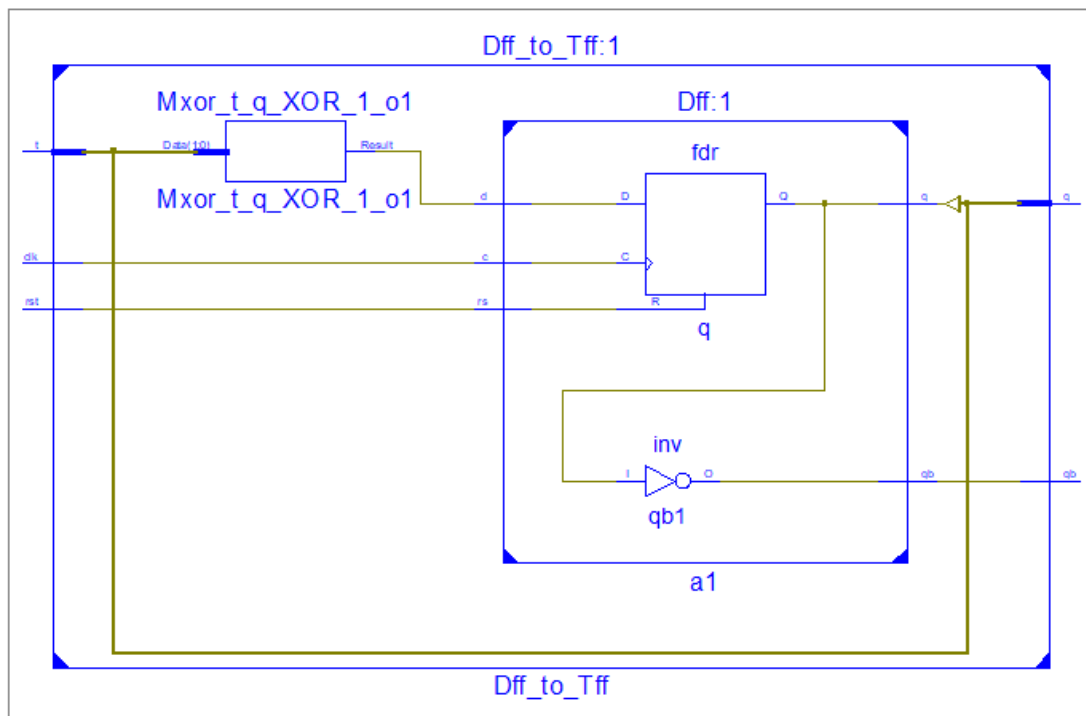 Dff_to_Tff:1
Mxor_t_q_XOR_1_o1
Dff:1
t
Data(1:0)
Result
fdr
Mxor_t_q_XOR_1_o1
d
D
Q
q
q
clk
c
C
rst
rs
R
q
inv
I
O
qb
qb
qb1
a1
Dff_to_Tff